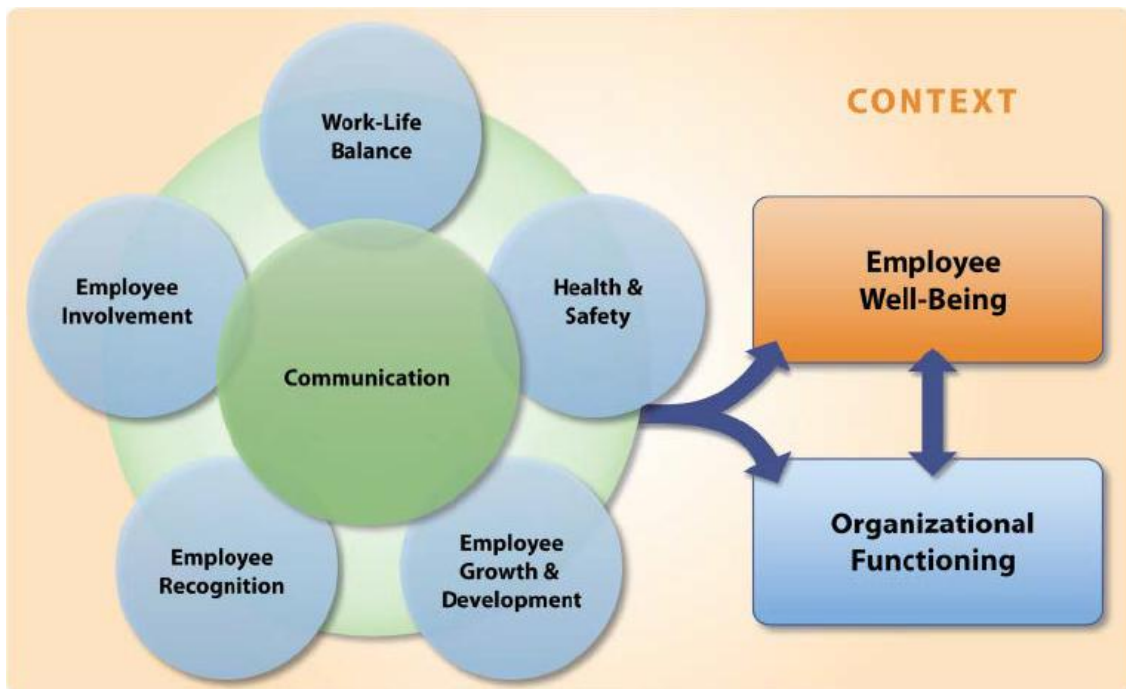 Work-Life
Balance
CONTEXT
Employee
Involvement
Health &
Safety
Employee
Well-Being
Communication
Employee
Recognition
Employee
Growth &
Development
Organizational
Functioning